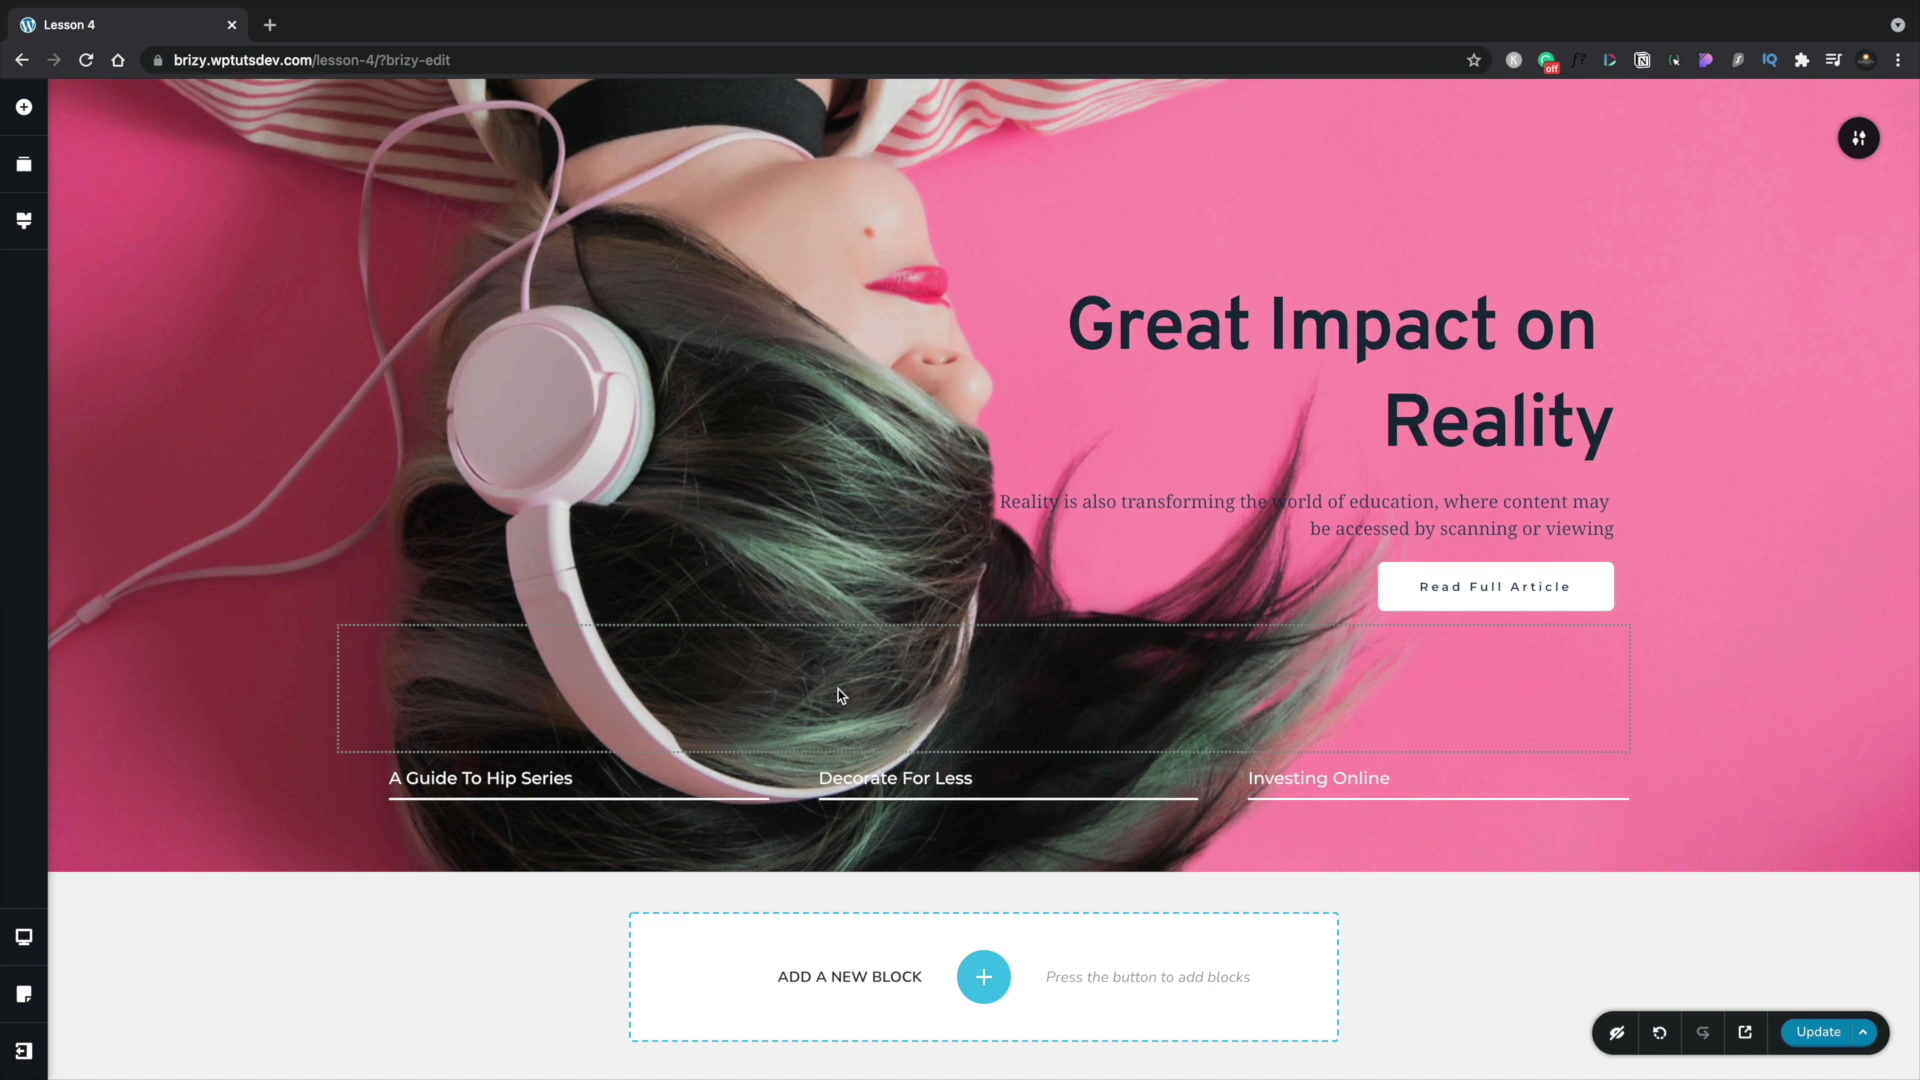 Lesson 4
brizy.wptutsdev.com/lesson-4/?brizy-edit
off
IQ
Great Impact on
Reality
Reality is also transforming the world of education, where content may
be accessed by scanning or viewing
Read Full Article
A Guide To Hip Series
Decorate For Less
Investing Online
ADD A NEW BLOCK
Press the button to add blocks
Update